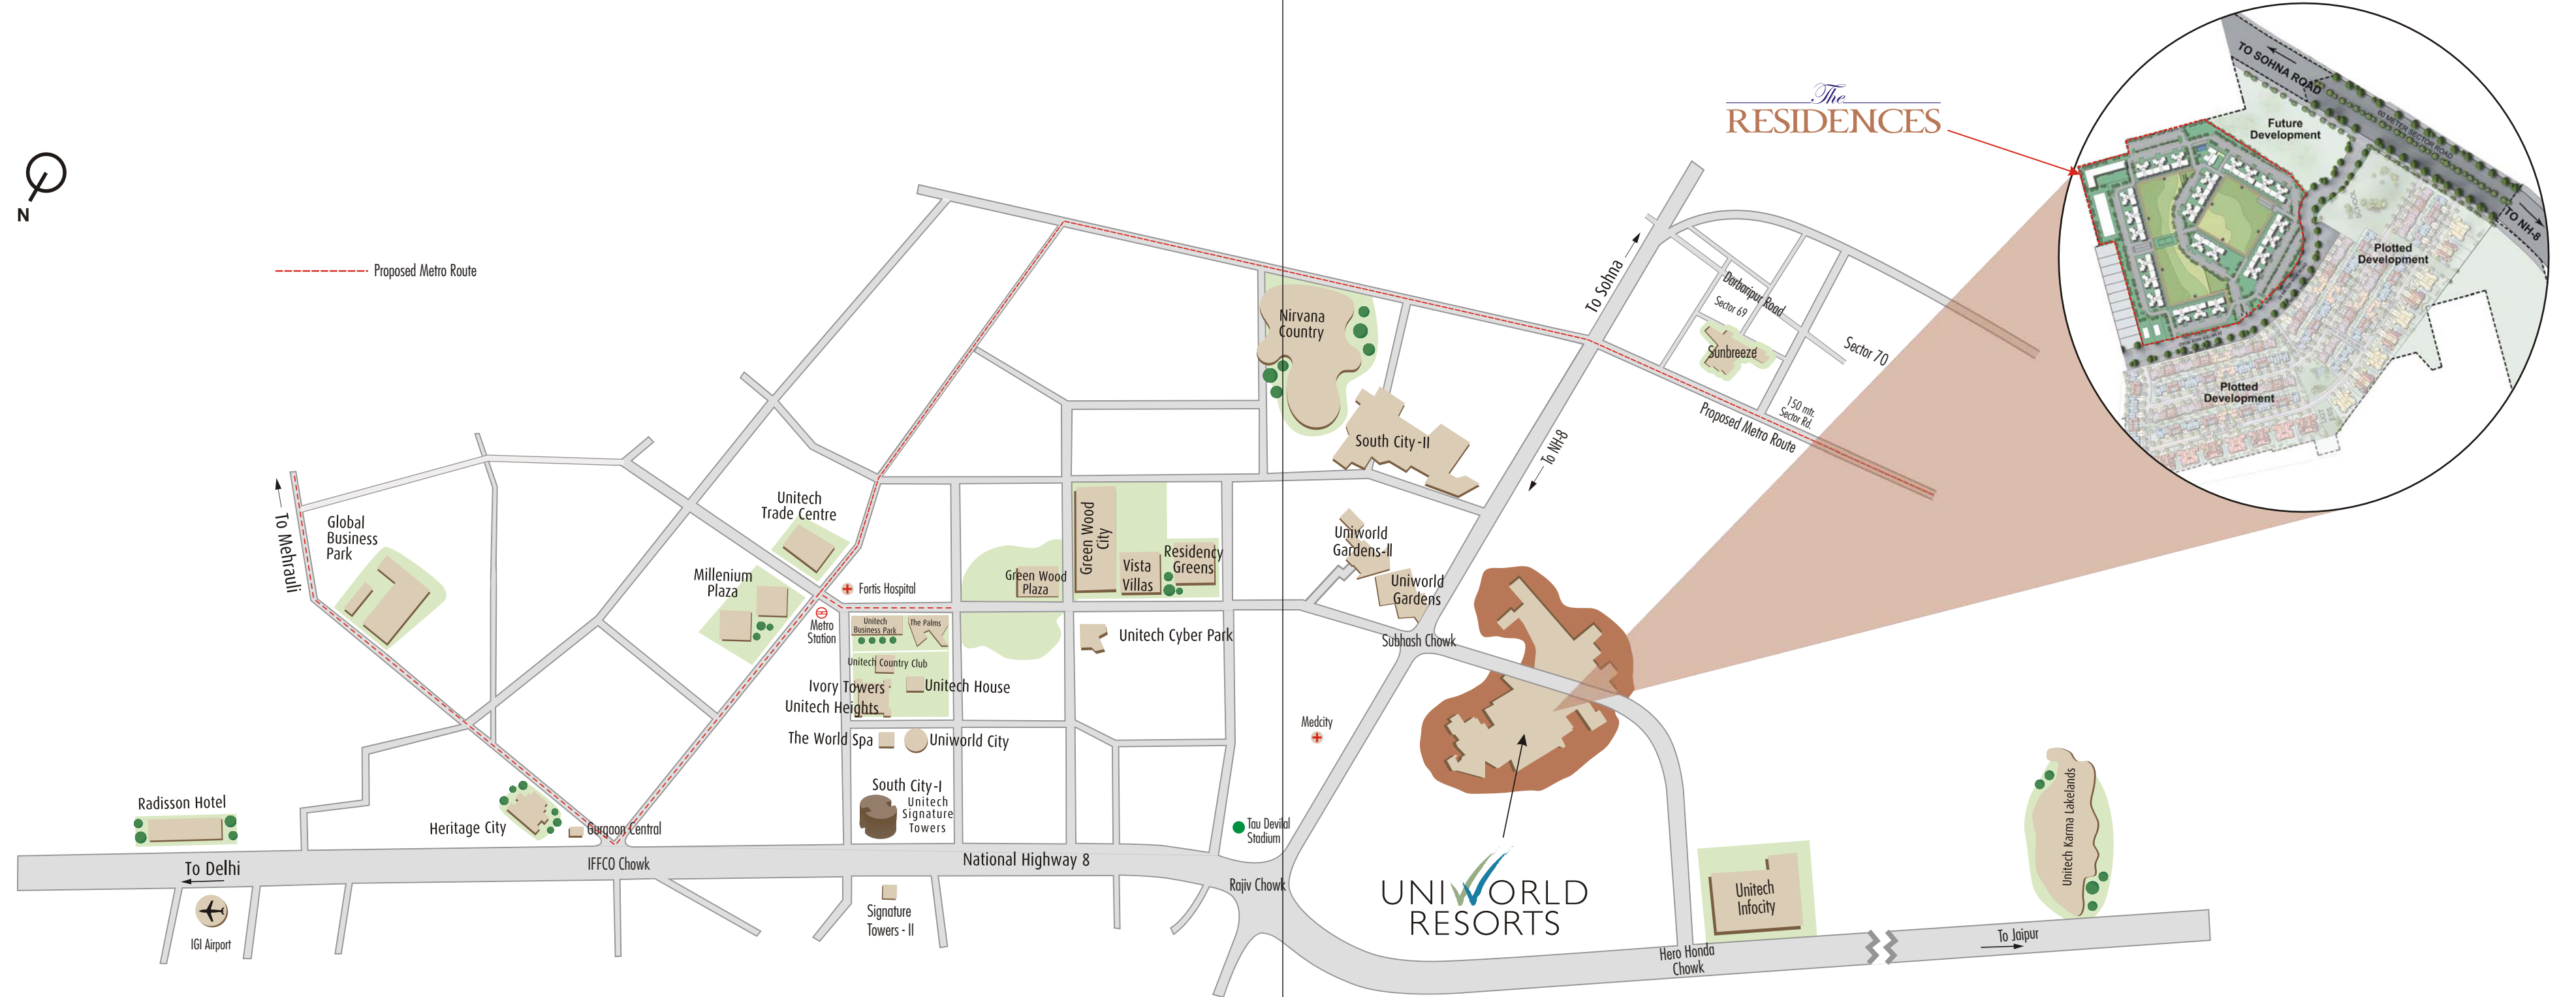 N
Proposed Metro Route
The
RESIDENCES
TO SOHNA ROAD
60 METER SECTOR ROAD
Future
Development
SCHOOL
TO NH-8
Plotted
Development
Plotted
Development
To Sohna
Darbaripur Road
Sector 69
Sunbreeze
Sector 70
150 mtr.
Sector Rd.
Proposed Metro Route
To NH-8
Nirvana
Country
South City-II
To Mehrauli
Global
Business
Park
Unitech
Trade Centre
Millenium
Plaza
Fortis Hospital
Metro
Station
Green Wood
City
Green Wood
Plaza
Vista
Villas
Residency
Greens
Uniworld
Gardens-II
Uniworld
Gardens
Unitech
Business Park
The Palms
Unitech Cyber Park
Subhash Chowk
Unitech Country Club
Ivory Towers
Unitech House
Unitech Heights
The World Spa
Uniworld City
Medcity
South City-I
Unitech
Signature
Towers
Radisson Hotel
Heritage City
Gurgaon Central
Tau Devilal
Stadium
To Delhi
IFFCO Chowk
National Highway 8
Rajiv Chowk
IGI Airport
Signature
Towers - II
UNIWORLD
RESORTS
Unitech
Infocity
Unitech Karma Lakelands
Hero Honda
Chowk
To Jaipur